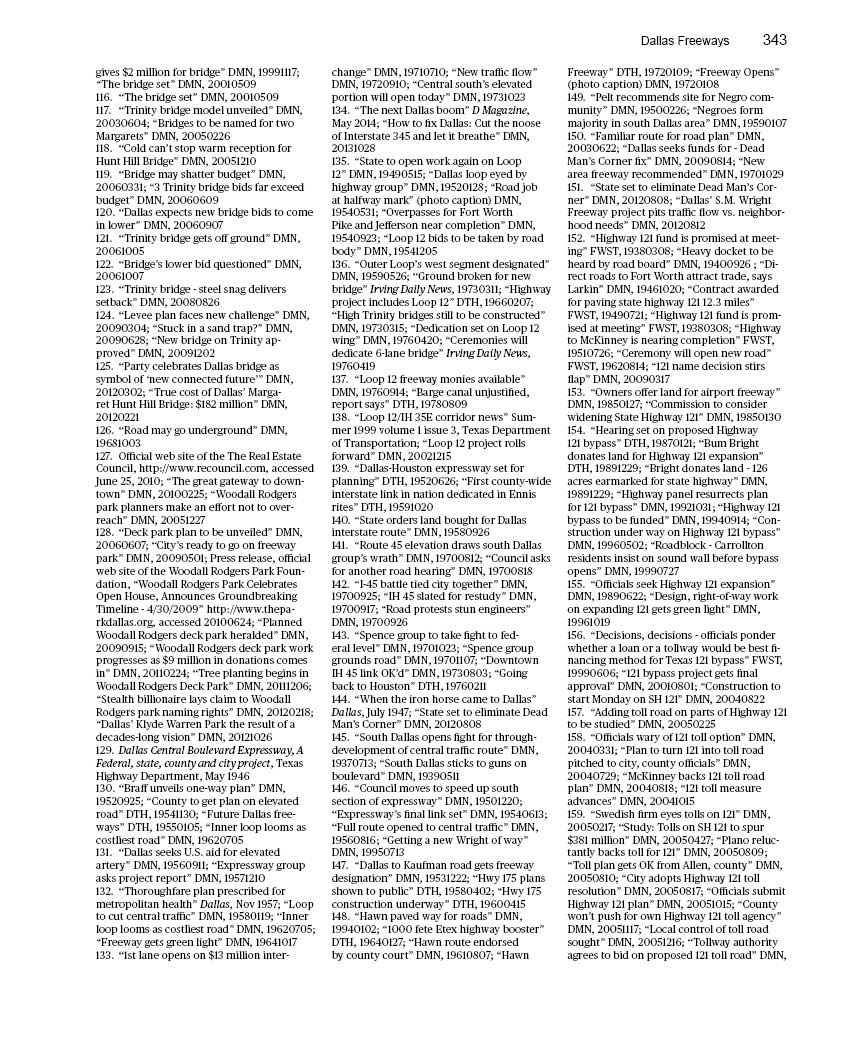 Dallas Freeways 343
gives $2 million for bridge” DMN, 19991117;
“The bridge set” DMN, 20010509
116. “The bridge set” DMN, 20010509
117. “Trinity bridge model unveiled” DMN,
20030604; “Bridges to be named for two
Margarets” DMN, 20050226
118. “Cold can’t stop warm reception for
Hunt Hill Bridge” DMN, 20051210
119. “Bridge may shatter budget” DMN,
20060331; “3 Trinity bridge bids far exceed
budget” DMN, 20060609
120. “Dallas expects new bridge bids to come
in lower” DMN, 20060907
121. “Trinity bridge gets off ground” DMN,
20061005
122. “Bridge’s lower bid questioned” DMN,
20061007
123. “Trinity bridge - steel snag delivers
setback” DMN, 20080826
124. “Levee plan faces new challenge” DMN,
20090304; “Stuck in a sand trap?” DMN,
20090628; “New bridge on Trinity ap-
proved” DMN, 20091202
125. “Party celebrates Dallas bridge as
symbol of ‘new connected future’” DMN,
20120302; “True cost of Dallas’ Marga-
ret Hunt Hill Bridge: $182 million” DMN,
20120221
126. “Road may go underground” DMN,
19681003
127. Official web site of the The Real Estate
Council, http://www.recouncil.com, accessed
June 25, 2010; “The great gateway to down-
town” DMN, 20100225; “Woodall Rodgers
park planners make an effort not to over-
reach” DMN, 20051227
128. “Deck park plan to be unveiled” DMN,
20060607; “City’s ready to go on freeway
park” DMN, 20090501; Press release, official
web site of the Woodall Rodgers Park Foun-
dation, “Woodall Rodgers Park Celebrates
Open House, Announces Groundbreaking
Timeline - 4/30/2009” http://www.thepa-
rkdallas.org, accessed 20100624; “Planned
Woodall Rodgers deck park heralded” DMN,
20090915; “Woodall Rodgers deck park work
progresses as $9 million in donations comes
in” DMN, 20110224; “Tree planting begins in
Woodall Rodgers Deck Park” DMN, 20111206;
“Stealth billionaire lays claim to Woodall
Rodgers park naming rights” DMN, 20120218;
“Dallas’ Klyde Warren Park the result of a
decades-long vision” DMN, 20121026
129. Dallas Central Boulevard Expressway, A
Federal, state, county and city project, Texas
Highway Department, May 1946
130. “Braff unveils one-way plan” DMN,
19520925; “County to get plan on elevated
road” DTH, 19541130; “Future Dallas free-
ways” DTH, 19550105; “Inner loop looms as
costliest road” DMN, 19620705
131. “Dallas seeks U.S. aid for elevated
artery” DMN, 19560911; “Expressway group
asks project report” DMN, 19571210
132. “Thoroughfare plan prescribed for
metropolitan health” Dallas, Nov 1957; “Loop
to cut central traffic” DMN, 19580119; “Inner
loop looms as costliest road” DMN, 19620705;
“Freeway gets green light” DMN, 19641017
133. “1st lane opens on $13 million inter-
change” DMN, 19710710; “New traffic flow”
DMN, 19720910; “Central south’s elevated
portion will open today” DMN, 19731023
134. “The next Dallas boom” D Magazine,
May 2014; “How to fix Dallas: Cut the noose
of Interstate 345 and let it breathe” DMN,
20131028
135. “State to open work again on Loop
12” DMN, 19490515; “Dallas loop eyed by
highway group” DMN, 19520128; “Road job
at halfway mark” (photo caption) DMN,
19540531; “Overpasses for Fort Worth
Pike and Jefferson near completion” DMN,
19540923; “Loop 12 bids to be taken by road
body” DMN, 19541205
136. “Outer Loop’s west segment designated”
DMN, 19590526; “Ground broken for new
bridge” Irving Daily News, 19730311; “Highway
project includes Loop 12” DTH, 19660207;
“High Trinity bridges still to be constructed”
DMN, 19730315; “Dedication set on Loop 12
wing” DMN, 19760420; “Ceremonies will
dedicate 6-lane bridge” Irving Daily News,
19760419
137. “Loop 12 freeway monies available”
DMN, 19760914; “Barge canal unjustified,
report says” DTH, 19780809
138. “Loop 12/IH 35E corridor news” Sum-
mer 1999 volume 1 issue 3, Texas Department
of Transportation; “Loop 12 project rolls
forward” DMN, 20021215
139. “Dallas-Houston expressway set for
planning” DTH, 19520626; “First county-wide
interstate link in nation dedicated in Ennis
rites” DTH, 19591020
140. “State orders land bought for Dallas
interstate route” DMN, 19580926
141. “Route 45 elevation draws south Dallas
group’s wrath” DMN, 19700812; “Council asks
for another road hearing” DMN, 19700818
142. “I-45 battle tied city together” DMN,
19700925; “IH 45 slated for restudy” DMN,
19700917; “Road protests stun engineers”
DMN, 19700926
143. “Spence group to take fight to fed-
eral level” DMN, 19701023; “Spence group
grounds road” DMN, 19701107; “Downtown
IH 45 link OK’d” DMN, 19730803; “Going
back to Houston” DTH, 19760211
144. “When the iron horse came to Dallas”
Dallas, July 1947; “State set to eliminate Dead
Man’s Corner” DMN, 20120808
145. “South Dallas opens fight for through-
development of central traffic route” DMN,
19370713; “South Dallas sticks to guns on
boulevard” DMN, 19390511
146. “Council moves to speed up south
section of expressway” DMN, 19501220;
“Expressway’s final link set” DMN, 19540613;
“Full route opened to central traffic” DMN,
19560816; “Getting a new Wright of way”
DMN, 19950713
147. “Dallas to Kaufman road gets freeway
designation” DMN, 19531222; “Hwy 175 plans
shown to public” DTH, 19580402; “Hwy 175
construction underway” DTH, 19600415
148. “Hawn paved way for roads” DMN,
19940102; “1000 fete Etex highway booster”
DTH, 19640127; “Hawn route endorsed
by county court” DMN, 19610807; “Hawn
Freeway” DTH, 19720109; “Freeway Opens”
(photo caption) DMN, 19720108
149. “Pelt recommends site for Negro com-
munity” DMN, 19500226; “Negroes form
majority in south Dallas area” DMN, 19590107
150. “Familiar route for road plan” DMN,
20030622; “Dallas seeks funds for - Dead
Man’s Corner fix” DMN, 20090814; “New
area freeway recommended” DMN, 19701029
151. “State set to eliminate Dead Man’s Cor-
ner” DMN, 20120808; “Dallas’ S.M. Wright
Freeway project pits traffic flow vs. neighbor-
hood needs” DMN, 20120812
152. “Highway 121 fund is promised at meet-
ing” FWST, 19380308; “Heavy docket to be
heard by road board” DMN, 19400926 ; “Di-
rect roads to Fort Worth attract trade, says
Larkin” DMN, 19461020; “Contract awarded
for paving state highway 121 12.3 miles”
FWST, 19490721; “Highway 121 fund is prom-
ised at meeting” FWST, 19380308; “Highway
to McKinney is nearing completion” FWST,
19510726; “Ceremony will open new road”
FWST, 19620814; “121 name decision stirs
flap” DMN, 20090317
153. “Owners offer land for airport freeway”
DMN, 19850127; “Commission to consider
widening State Highway 121” DMN, 19850130
154. “Hearing set on proposed Highway
121 bypass” DTH, 19870121; “Bum Bright
donates land for Highway 121 expansion”
DTH, 19891229; “Bright donates land - 126
acres earmarked for state highway” DMN,
19891229; “Highway panel resurrects plan
for 121 bypass” DMN, 19921031; “Highway 121
bypass to be funded” DMN, 19940914; “Con-
struction under way on Highway 121 bypass”
DMN, 19960502; “Roadblock - Carrollton
residents insist on sound wall before bypass
opens” DMN, 19990727
155. “Officials seek Highway 121 expansion”
DMN, 19890622; “Design, right-of-way work
on expanding 121 gets green light” DMN,
19961019
156. “Decisions, decisions - officials ponder
whether a loan or a tollway would be best fi-
nancing method for Texas 121 bypass” FWST,
19990606; “121 bypass project gets final
approval” DMN, 20010801; “Construction to
start Monday on SH 121” DMN, 20040822
157. “Adding toll road on parts of Highway 121
to be studied” DMN, 20050225
158. “Officials wary of 121 toll option” DMN,
20040331; “Plan to turn 121 into toll road
pitched to city, county officials” DMN,
20040729; “McKinney backs 121 toll road
plan” DMN, 20040818; “121 toll measure
advances” DMN, 20041015
159. “Swedish firm eyes tolls on 121” DMN,
20050217; “Study: Tolls on SH 121 to spur
$381 million” DMN, 20050427; “Plano reluc-
tantly backs toll for 121” DMN, 20050809;
“Toll plan gets OK from Allen, county” DMN,
20050810; “City adopts Highway 121 toll
resolution” DMN, 20050817; “Officials submit
Highway 121 plan” DMN, 20051015; “County
won’t push for own Highway 121 toll agency”
DMN, 20051117; “Local control of toll road
sought” DMN, 20051216; “Tollway authority
agrees to bid on proposed 121 toll road” DMN,